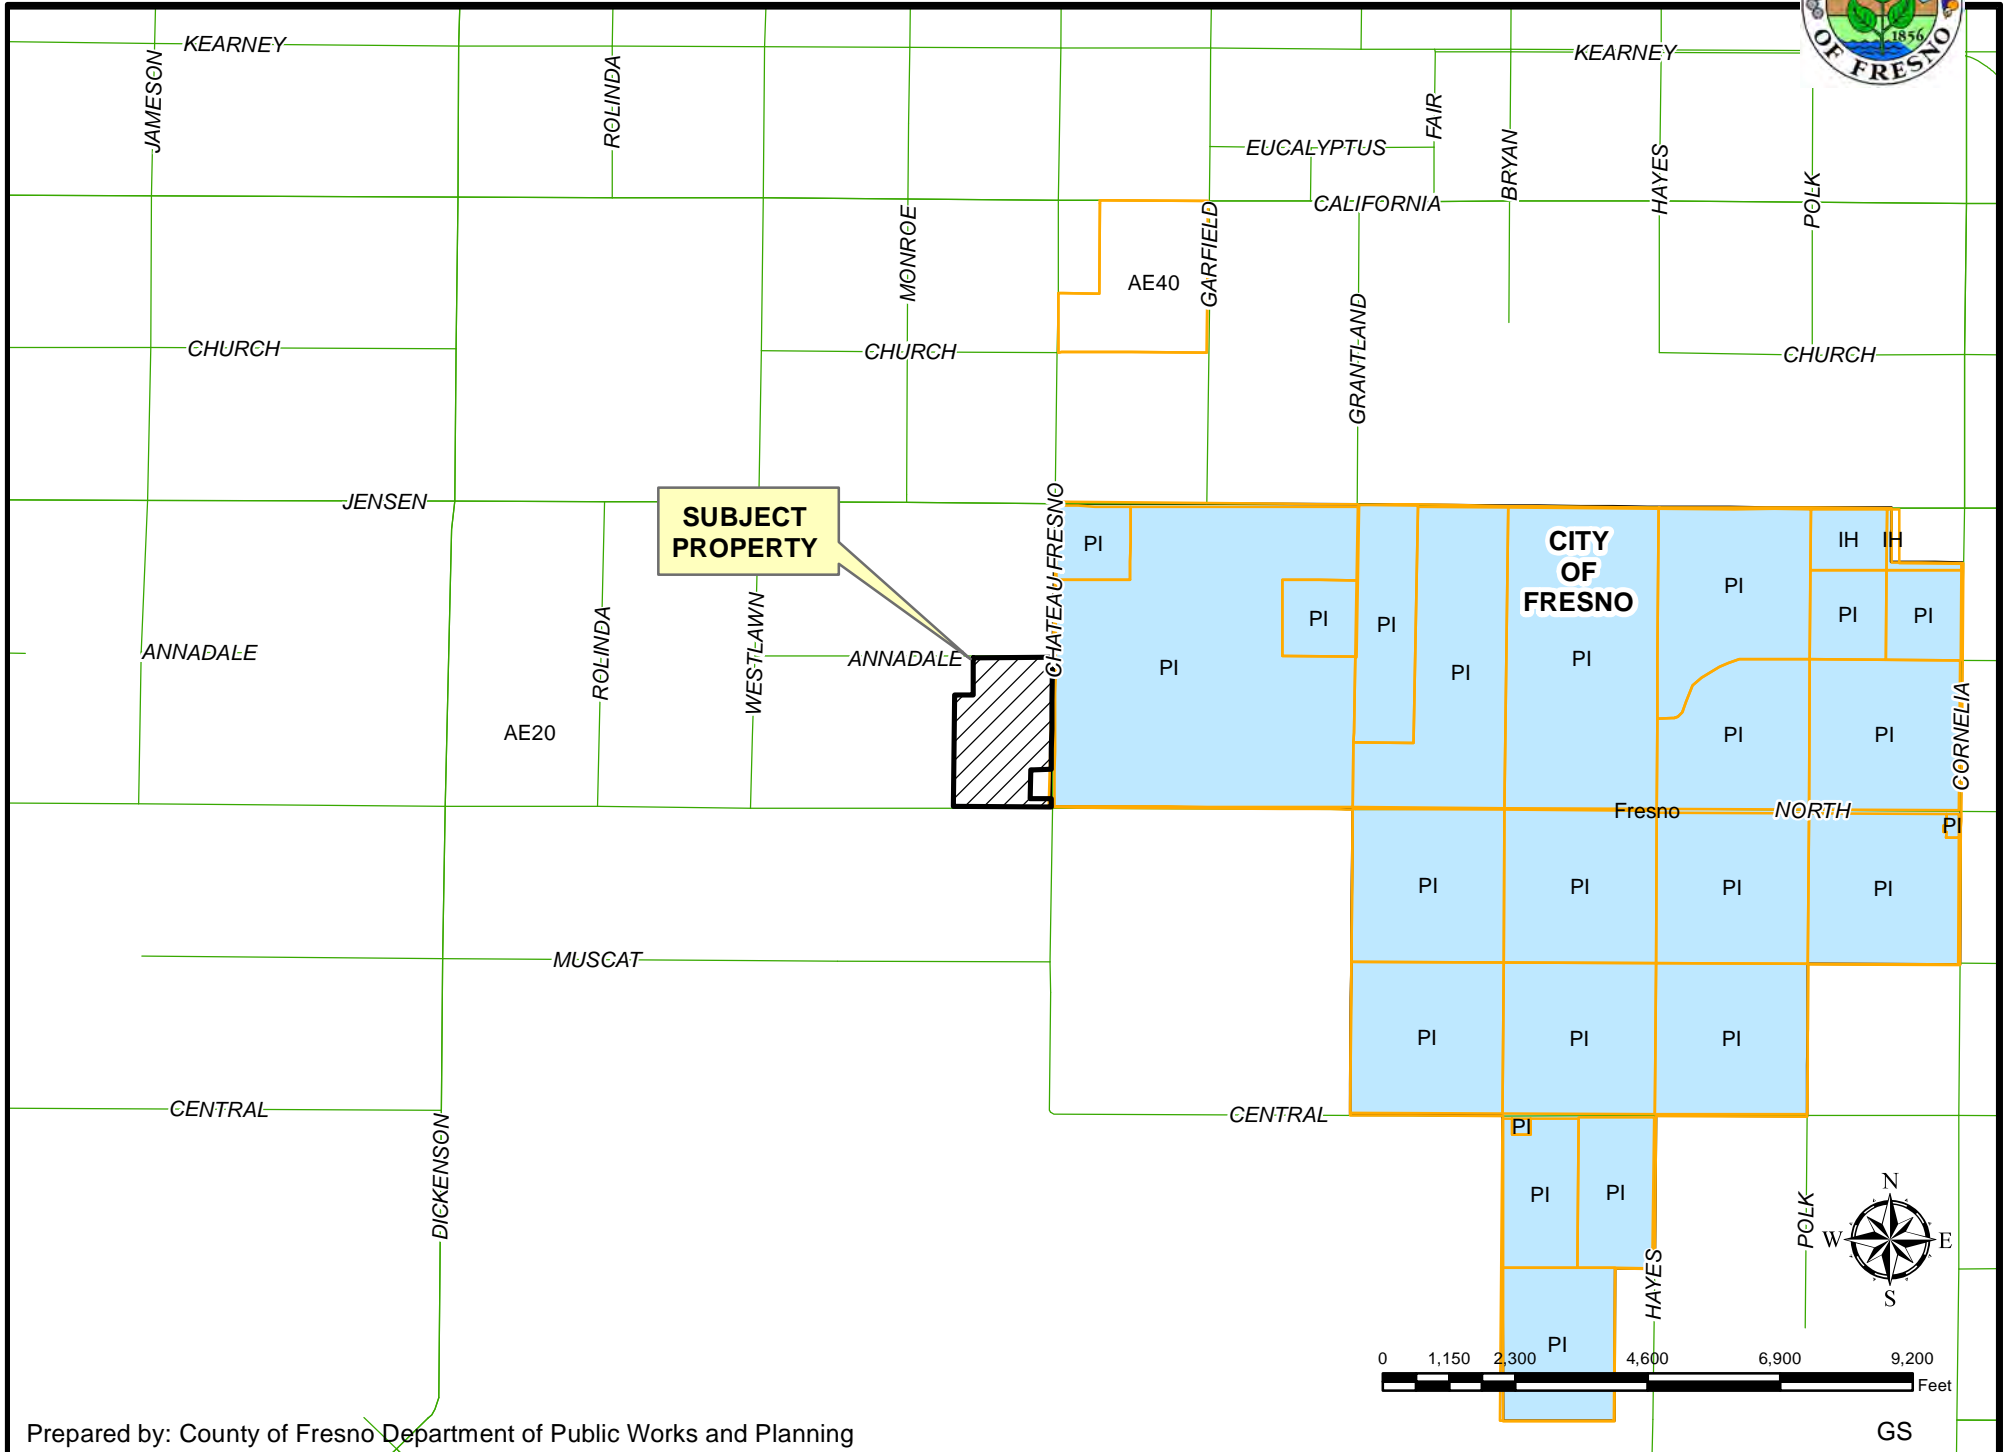 1856
OF FRESNO
KEARNEY
KEARNEY
JAMESON
ROLINDA
FAIR
EUCALYPTUS
BRYAN
HAYES
POLK
CALIFORNIA
MONROE
GARFIELD
AE40
GRANTLAND
CHURCH
CHURCH
CHURCH
JENSEN
CHATEAU FRESNO
SUBJECT
PROPERTY
CITY
OF
FRESNO
PI
IH
IH
PI
PI
PI
PI
PI
ANNADALE
ANNADALE
ROLINDA
WESTLAWN
PI
PI
PI
CORNELIA
AE20
PI
PI
Fresno
NORTH
PI
PI
PI
PI
PI
MUSCAT
PI
PI
PI
CENTRAL
CENTRAL
DICKENSON
PI
PI
PI
POLK
HAYES
N
W
E
S
PI
0
1,150
2,300
4,600
6,900
9,200
Feet
Prepared by: County of Fresno Department of Public Works and Planning
GS